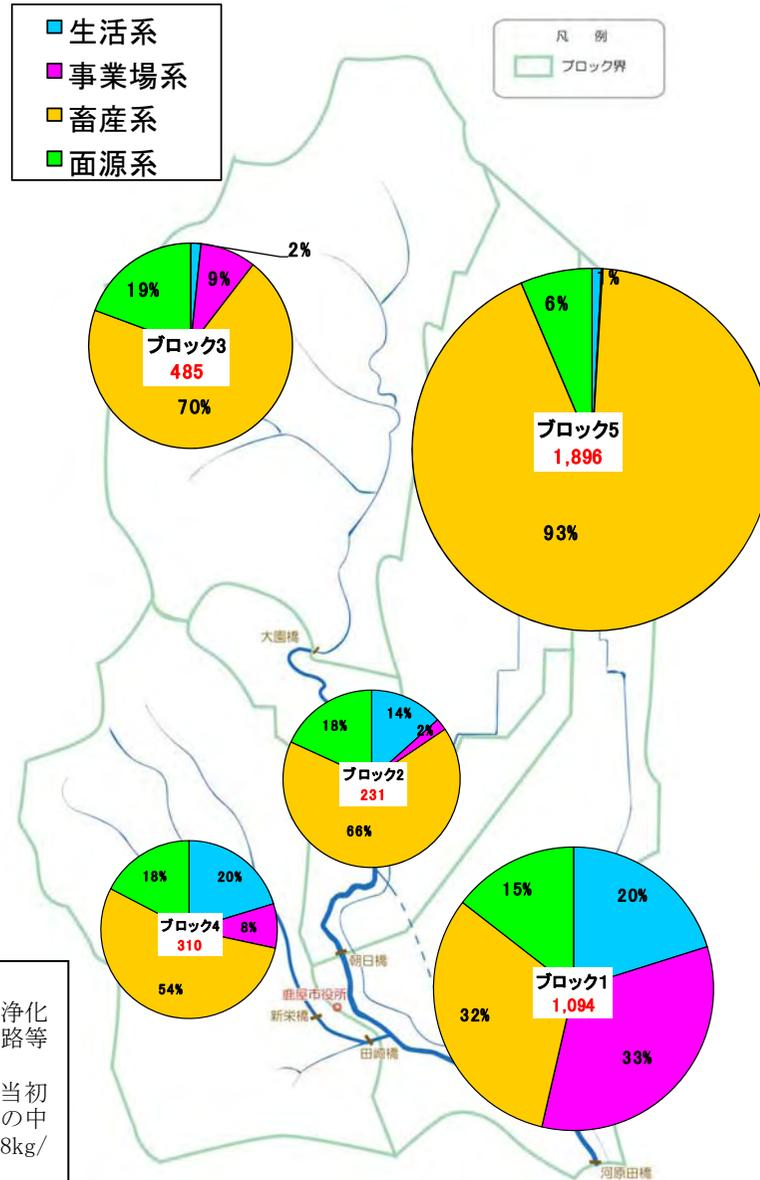 生活系
事業場系
畜産系
面源系
凡 例
ブロック界
2%
9%
19%
ブロック3
485
70%
6%
ブロック5
1,896
93%
大園橋
14%
2%
18%
ブロック2
231
66%
20%
8%
18%
ブロック4
310
54%
20%
15%
ブロック1
1,094
32%
33%
朝日橋
鹿屋市役所
新栄橋
田崎橋
河原田橋
浄化
路等
当初
の中
8kg/